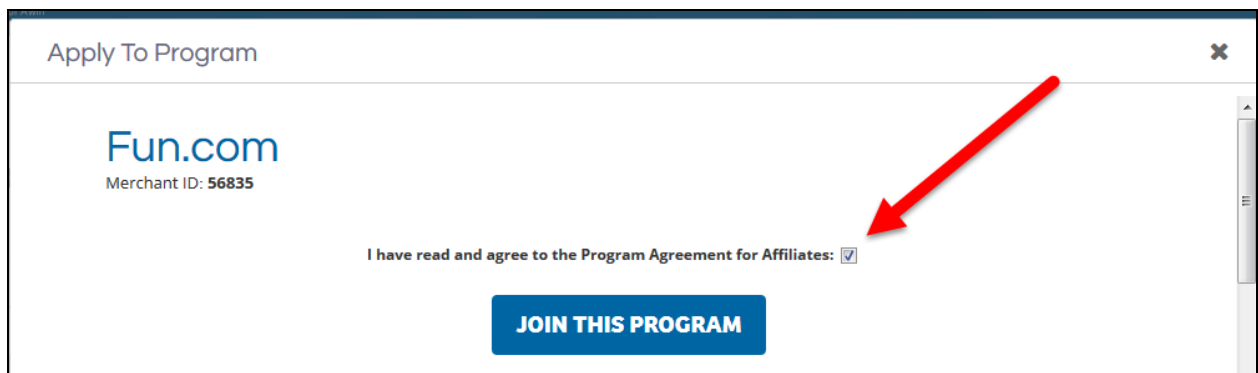 Apply To Program
Fun.com
Merchant ID: 56835
I have read and agree to the Program Agreement for Affiliates:
JOIN THIS PROGRAM